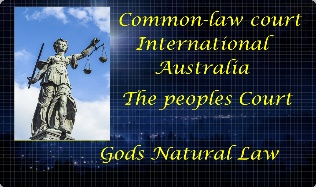 Common-law court
International
Australia
The peoples Court
Gods Natural Law